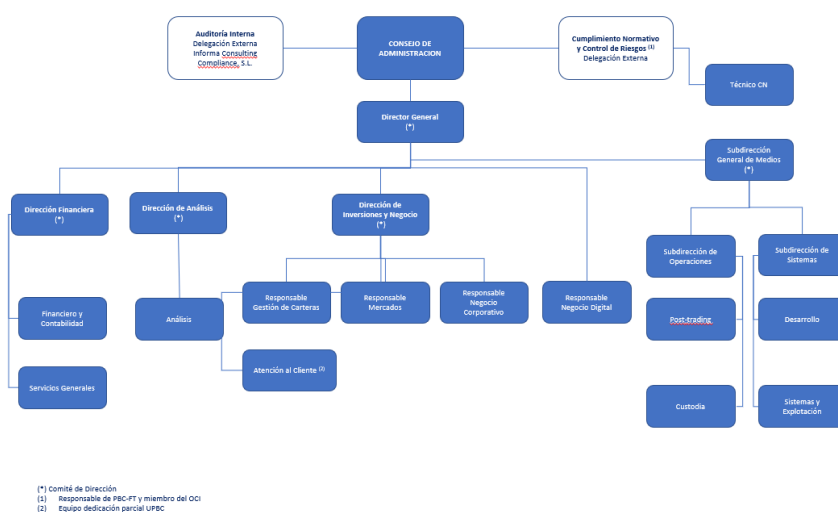 Auditoría Interna
Delegación Externa
Informa Consulting
Compliance, S.L.
CONSEJO DE
ADMINISTRACION
Cumplimiento Normativo
y Control de Riesgos (1)
Delegación Externa
Técnico CN
Director General
(*)
Subdirección
General de Medios
(*)
Dirección Financiera
(*)
Dirección de Análisis
(*)
Dirección de
Inversiones y Negocio
(*)
Subdirección de
Operaciones
Subdirección de
Sistemas
Financiero y
Contabilidad
Análisis
Responsable
Gestión de Carteras
Responsable
Mercados
Responsable
Negocio
Corporativo
Responsable
Negocio Digital
Post-trading
Desarrollo
Servicios Generales
Atención al Cliente (2)
Custodia
Sistemas y
Explotación
(*) Comité de Dirección
(1) Responsable de PBC-FT y miembro del OCI
(2) Equipo dedicación parcial UPBC